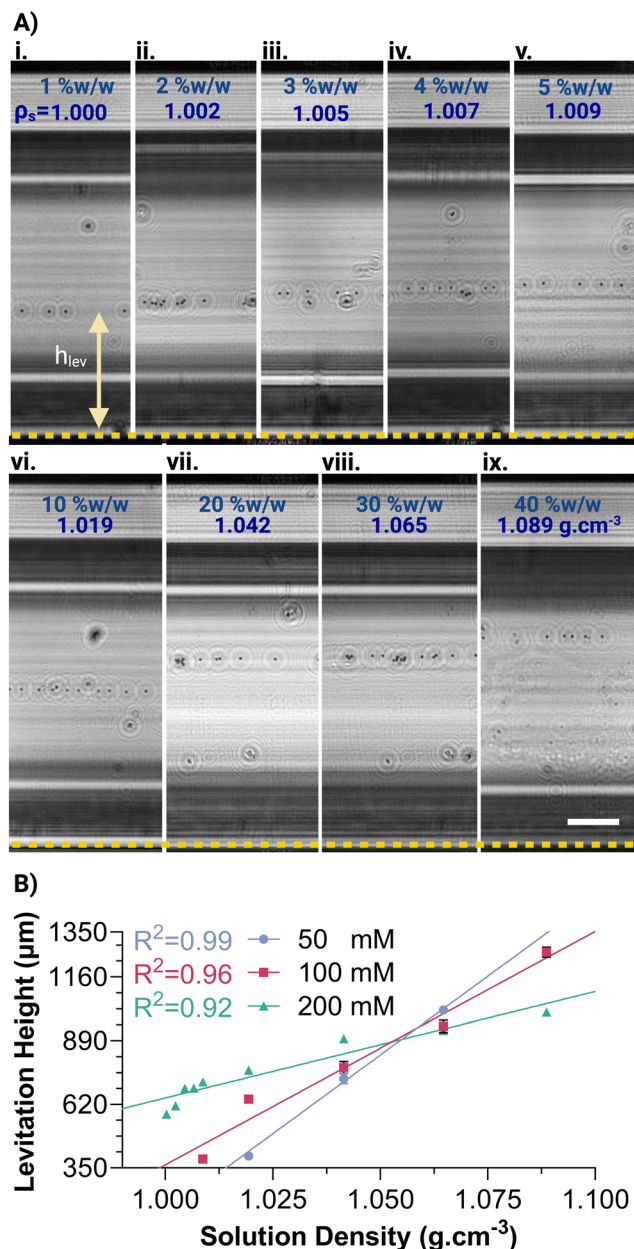 A)
i. ii. iii. iv. v.
1 %w/w 2 %w/w 3 %w/w 4 %w/w 5 %w/w
ρs=1.000 1.002 1.005 1.007 1.009
hlev
vi. vii. viii. ix.
10 %w/w 20 %w/w 30 %w/w 40 %w/w
1.019 1.042 1.065 1.089 g.cm-3
B)
1350
1160
890
620
350
Levitation Height (µm)
R2=0.99 50 mM
R2=0.96 100 mM
R2=0.92 200 mM
1.000 1.025 1.050 1.075 1.100
Solution Density (g.cm-3)